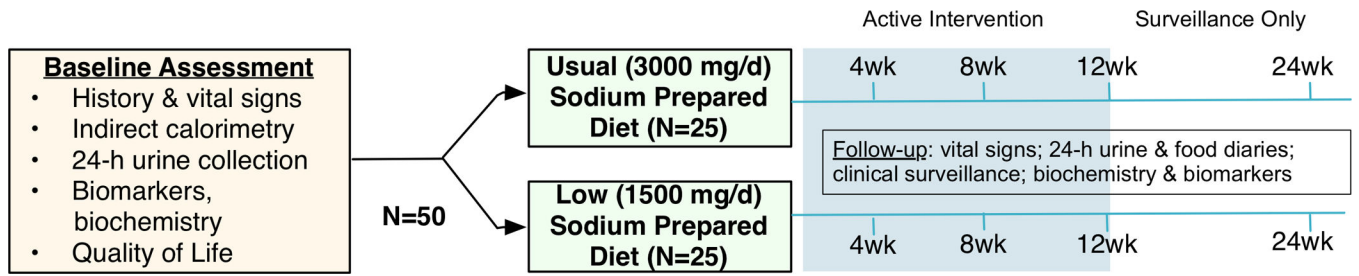 Active Intervention
Surveillance Only
Baseline Assessment
• History & vital signs
• Indirect calorimetry
• 24-h urine collection
• Biomarkers,
biochemistry
• Quality of Life
N=50
Usual (3000 mg/d)
Sodium Prepared
Diet (N=25)
4wk
8wk
12wk
24wk
Follow-up: vital signs; 24-h urine & food diaries;
clinical surveillance; biochemistry & biomarkers
Low (1500 mg/d)
Sodium Prepared
Diet (N=25)
4wk
8wk
12wk
24wk